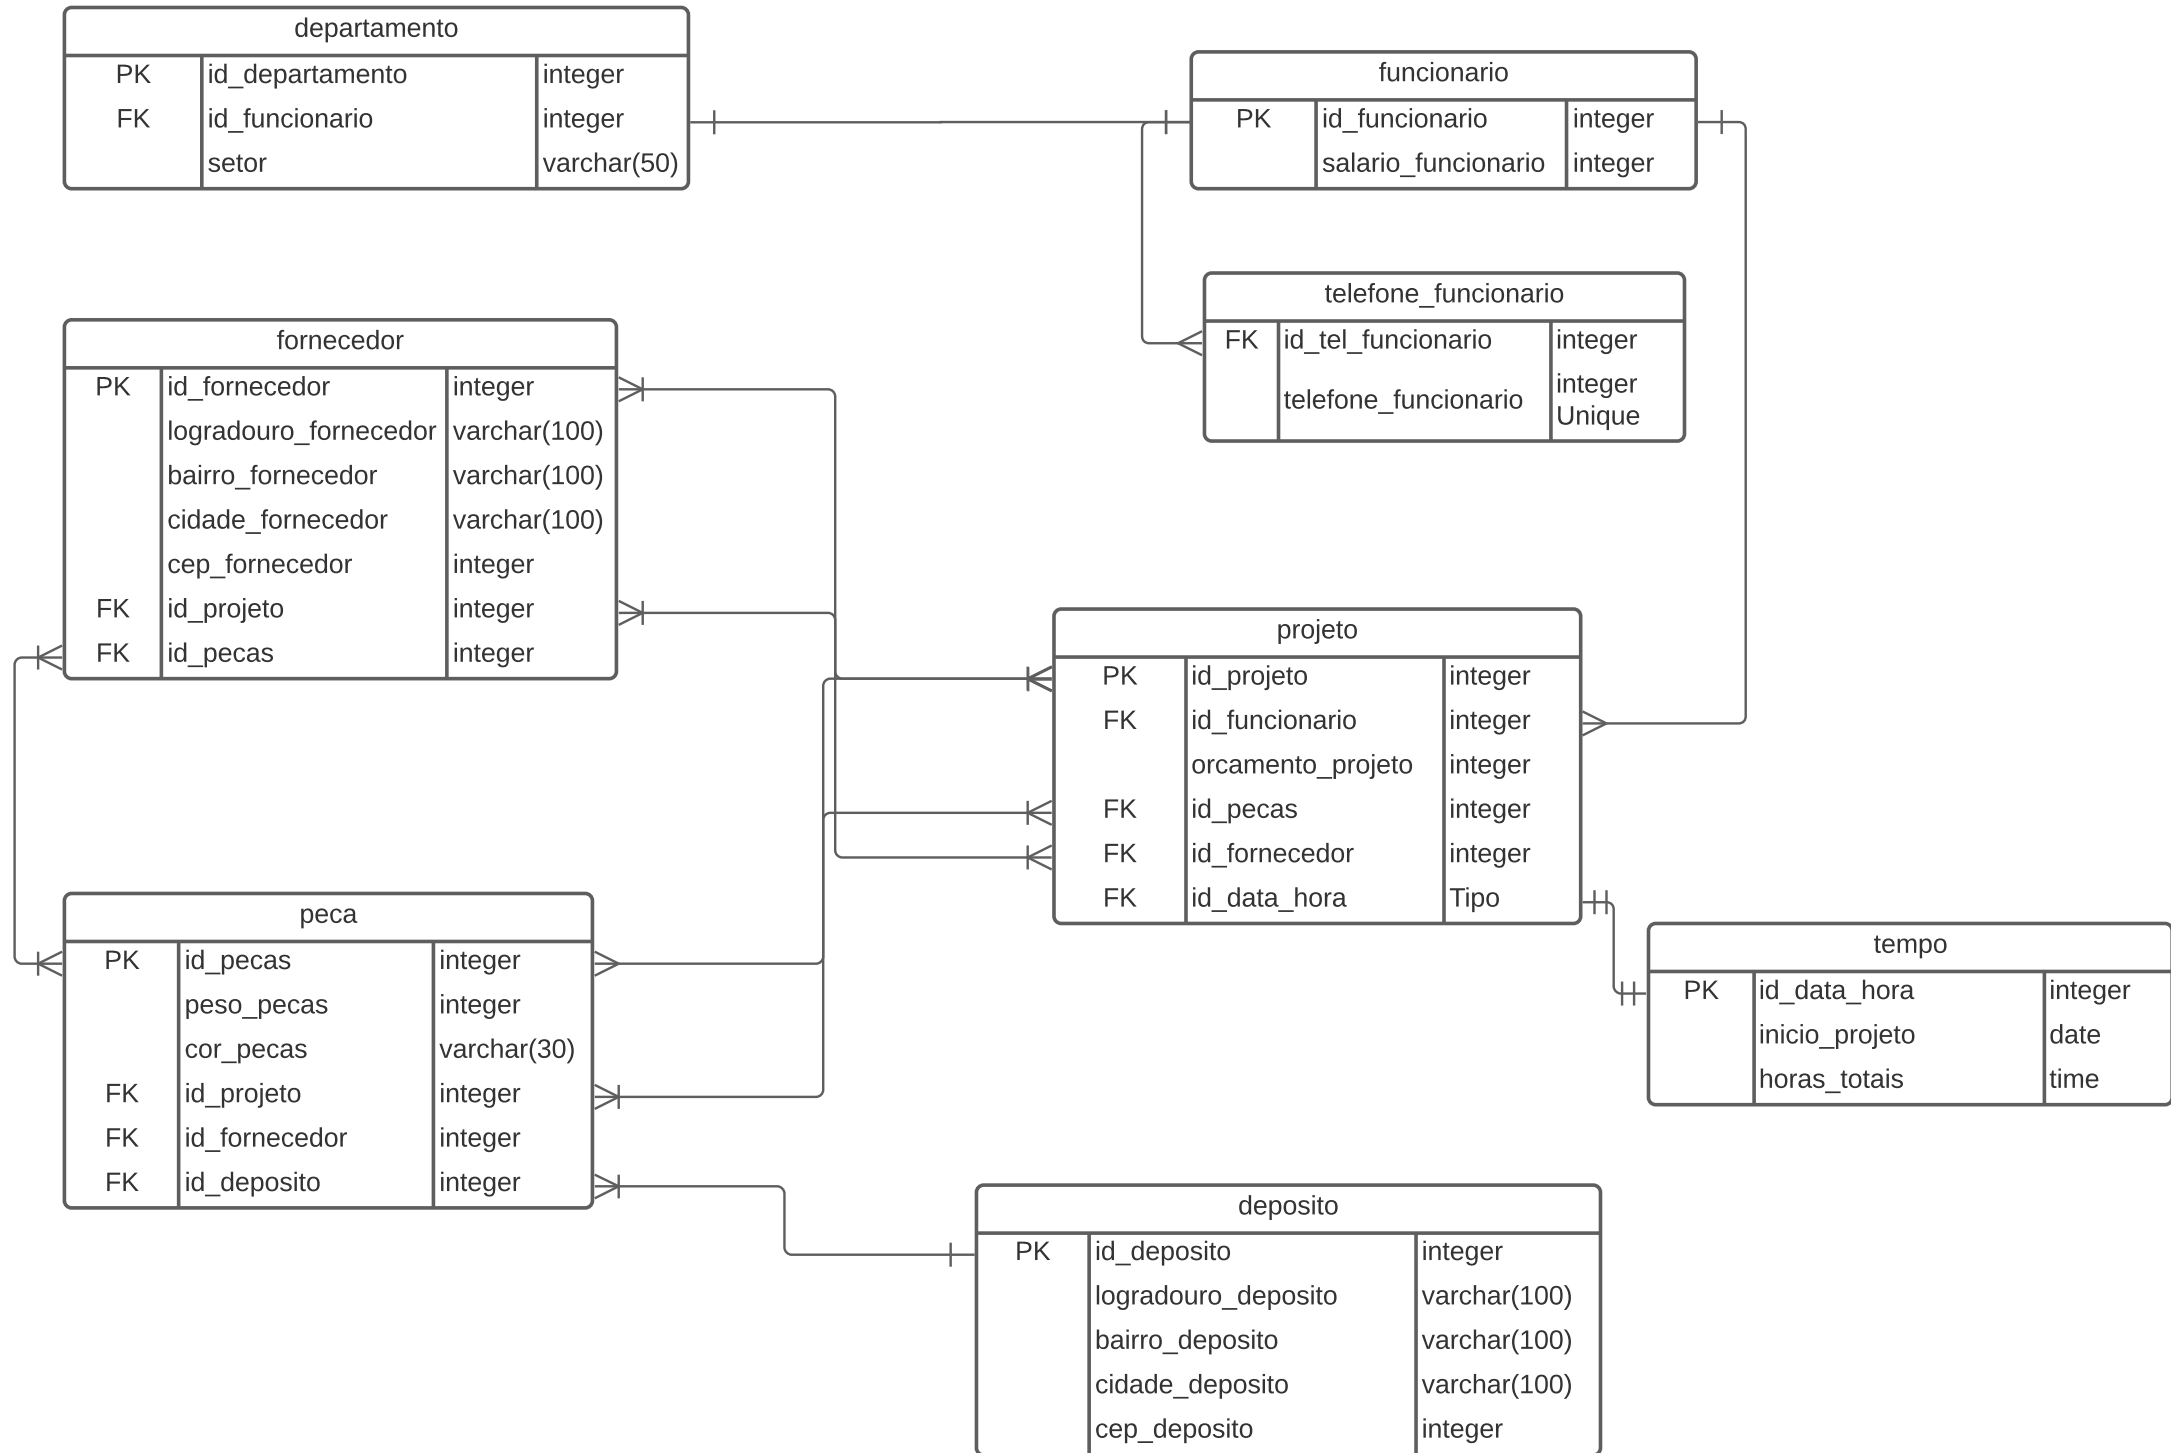 departamento
PK id_departamento integer
FK id_funcionario integer
setor varchar(50)
funcionario
PK id_funcionario integer
salario_funcionario integer
telefone_funcionario
FK id_tel_funcionario integer
telefone_funcionario integer
Unique
fornecedor
PK id_fornecedor integer
logradouro_fornecedor varchar(100)
bairro_fornecedor varchar(100)
cidade_fornecedor varchar(100)
cep_fornecedor integer
FK id_projeto integer
FK id_pecas integer
projeto
PK id_projeto integer
FK id_funcionario integer
orcamento_projeto integer
FK id_pecas integer
FK id_fornecedor integer
FK id_data_hora Tipo
peca
PK id_pecas integer
peso_pecas integer
cor_pecas varchar(30)
FK id_projeto integer
FK id_fornecedor integer
FK id_deposito integer
tempo
PK id_data_hora integer
inicio_projeto date
horas_totais time
deposito
PK id_deposito integer
logradouro_deposito varchar(100)
bairro_deposito varchar(100)
cidade_deposito varchar(100)
cep_deposito integer